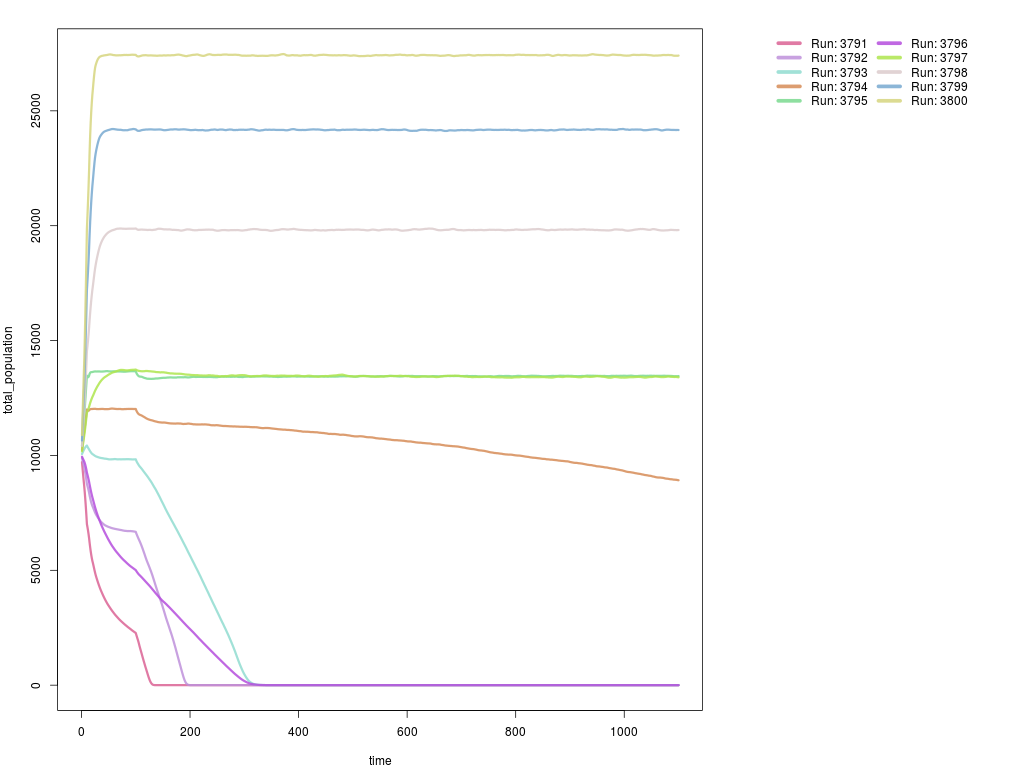 Run: 3791
Run: 3792
Run: 3793
Run: 3794
Run: 3795
Run: 3796
Run: 3797
Run: 3798
Run: 3799
Run: 3800
total_population
25000
20000
15000
10000
5000
0
0 200 400 600 800 1000
time